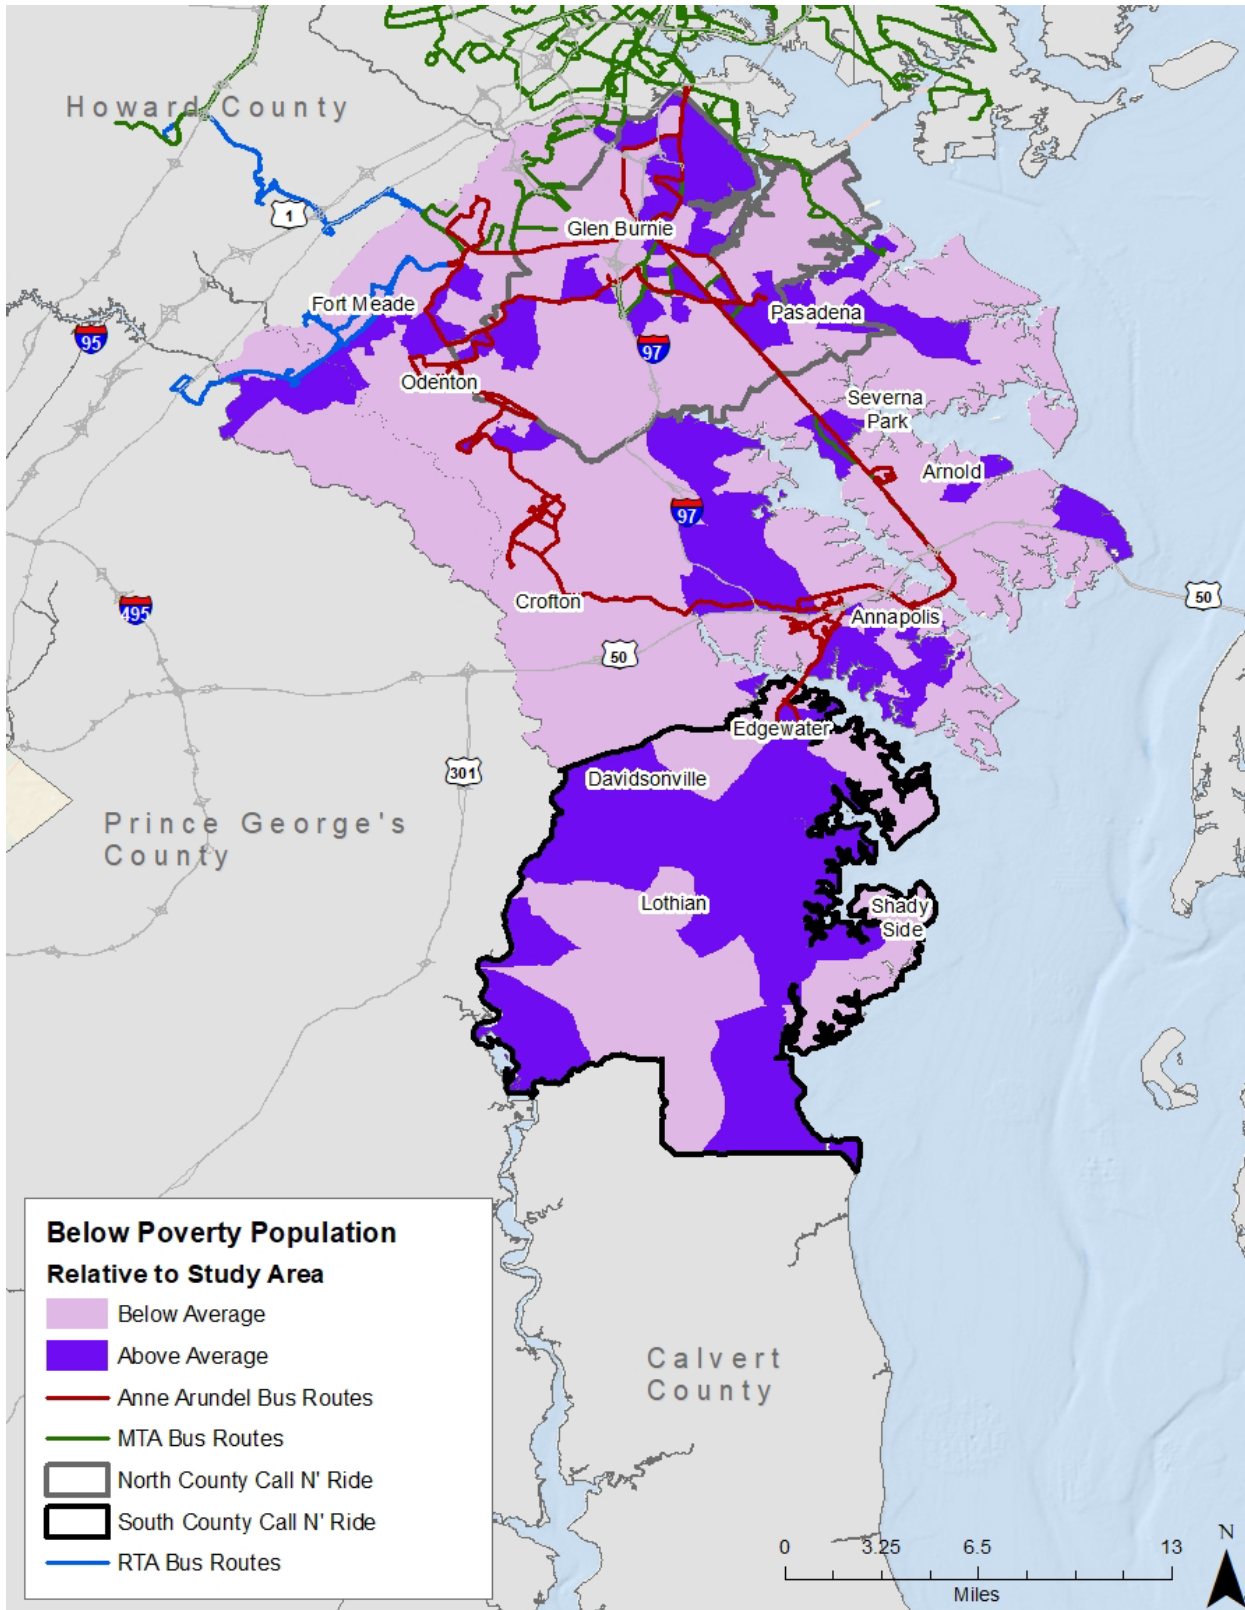 Howard County
1
Glen Burnie
Fort Meade
95
Pasadena
97
Odenton
Severna
Park
Arnold
97
Crofton
495
50
Annapolis
50
Edgewater
301
Davidsonville
Prince George's
County
Lothian
Shady
Side
Below Poverty Population
Relative to Study Area
Below Average
Above Average
Anne Arundel Bus Routes
MTA Bus Routes
North County Call N' Ride
South County Call N' Ride
RTA Bus Routes
Calvert
County
0 3.25 6.5 13
Miles
N